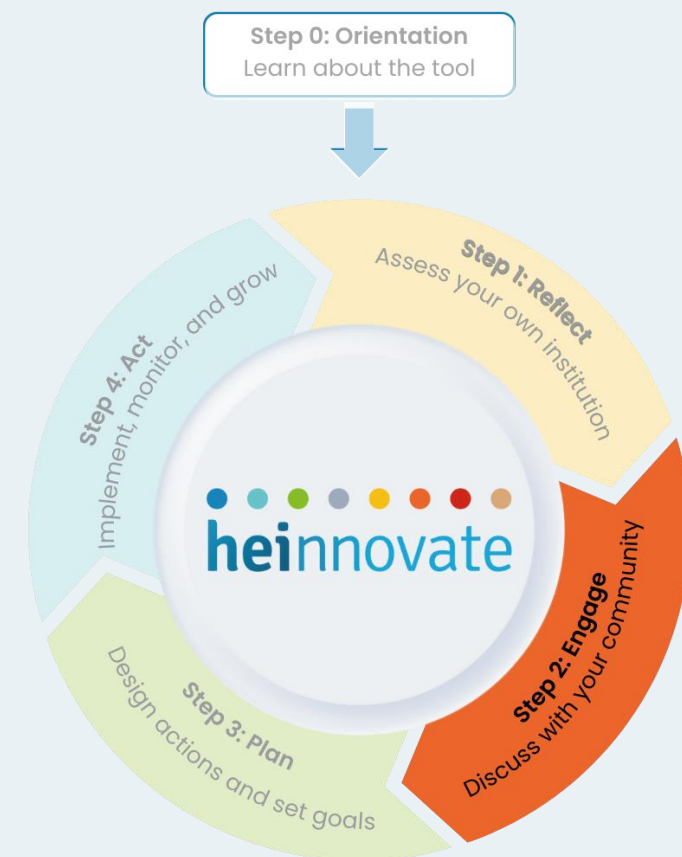 Step 0: Orientation
Learn about the tool
Step 1: Reflect
Assess your own institution
Step 2: Engage
Discuss with your community
Step 3: Plan
Design actions and set goals
Step 4: Act
Implement, monitor, and grow
heinnovate